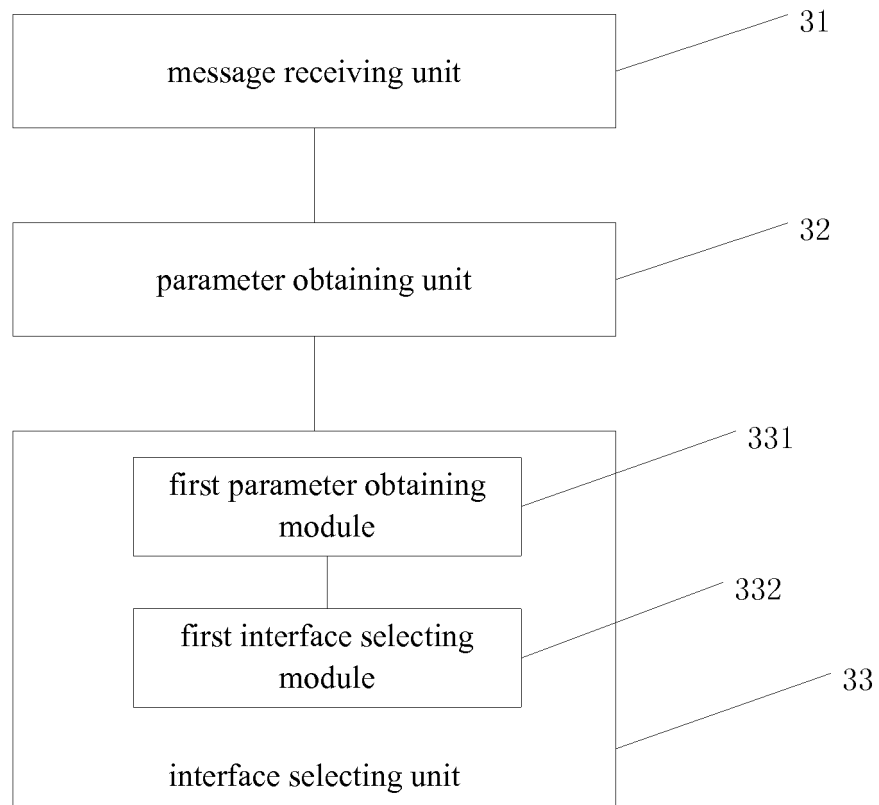 message receiving unit
31
parameter obtaining unit
32
first parameter obtaining
module
331
first interface selecting
module
332
interface selecting unit
33